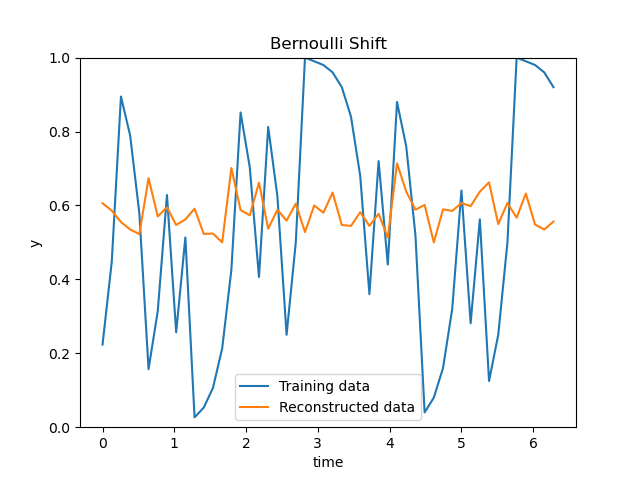 Bernoulli Shift
1.0
0.8
0.6
0.4
0.2
0.0
y
0 1 2 3 4 5 6
time
Training data
Reconstructed data